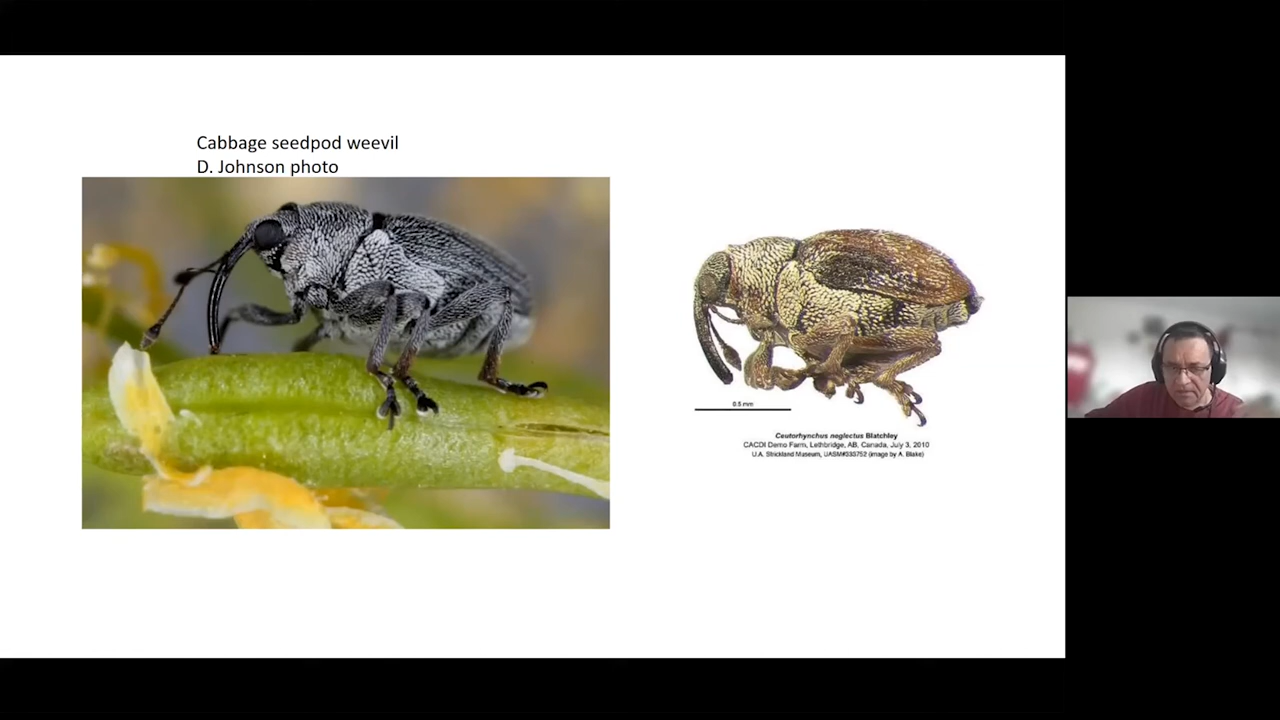 Cabbage seedpod weevil
D. Johnson photo
0.5 mm
Ceutorhynchus neglectus Blatchley
CACDI Demo Farm, Lethbridge, AB, Canada, July 3, 2010
U.A. Strickland Museum, UASM#335752 (image by A. Blake)